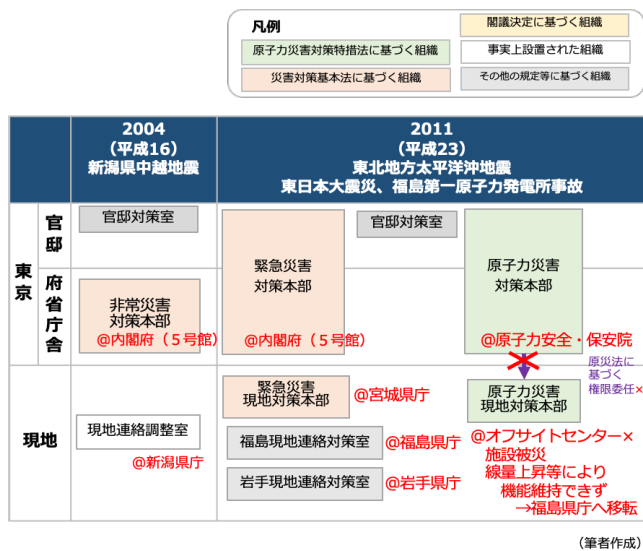 凡例
閣議決定に基づく組織
原子力災害対策特措法に基づく組織
事実上設置された組織
災害対策基本法に基づく組織
その他の規定等に基づく組織
2004
(平成16)
新潟県中越地震
2011
(平成23)
東北地方太平洋沖地震
東日本大震災、福島第一原子力発電所事故
東京
官邸
官邸対策室
緊急災害
対策本部
官邸対策室
原子力災害
対策本部
府省庁舎
非常災害
対策本部
@内閣府（５号館）
@内閣府（５号館）
@原子力安全・保安院
原災法に
基づく
権限委任×
現地
現地連絡調整室
@新潟県庁
緊急災害
現地対策本部
@宮城県庁
福島現地連絡対策室
@福島県庁
岩手現地連絡対策室
@岩手県庁
原子力災害
現地対策本部
@オフサイトセンター×
施設被災
線量上昇等により
機能維持できず
→福島県庁へ移転
(筆者作成)